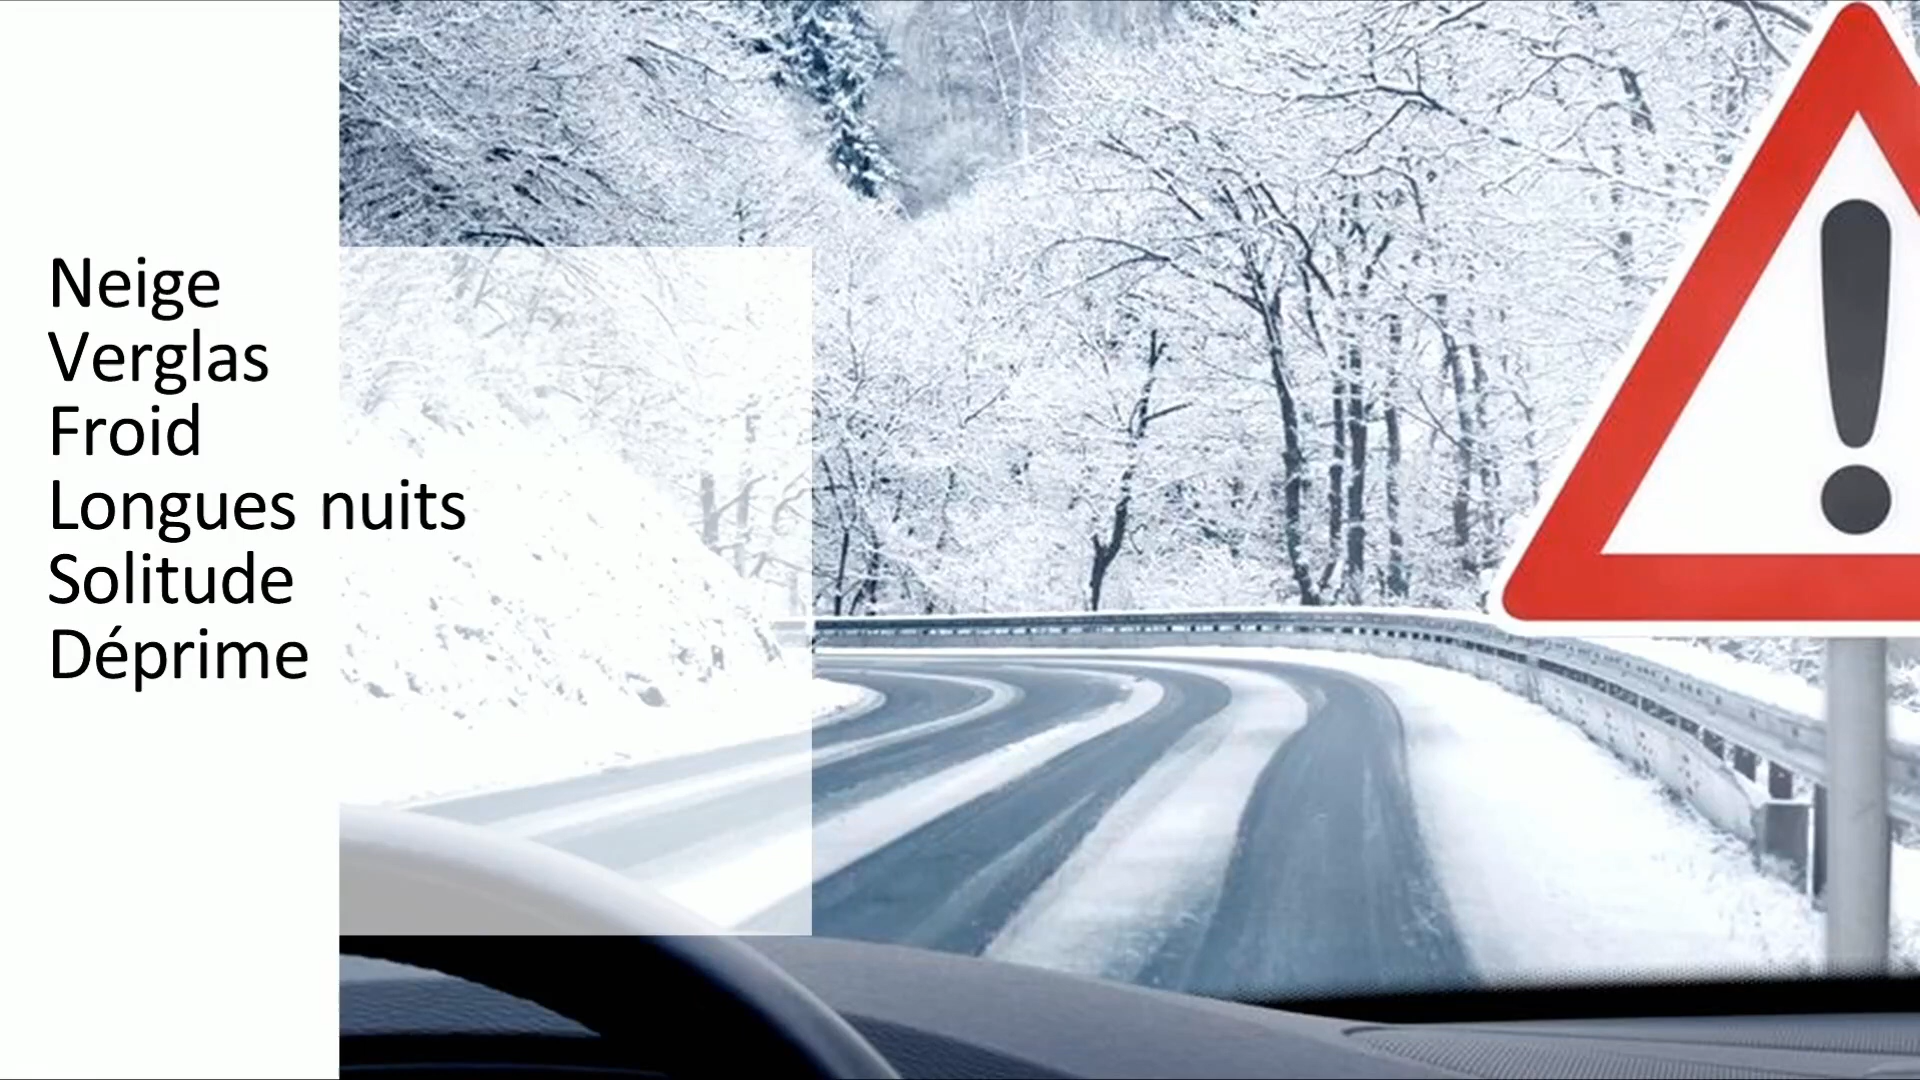 Neige
Verglas
Froid
Longues nuits
Solitude
Déprime